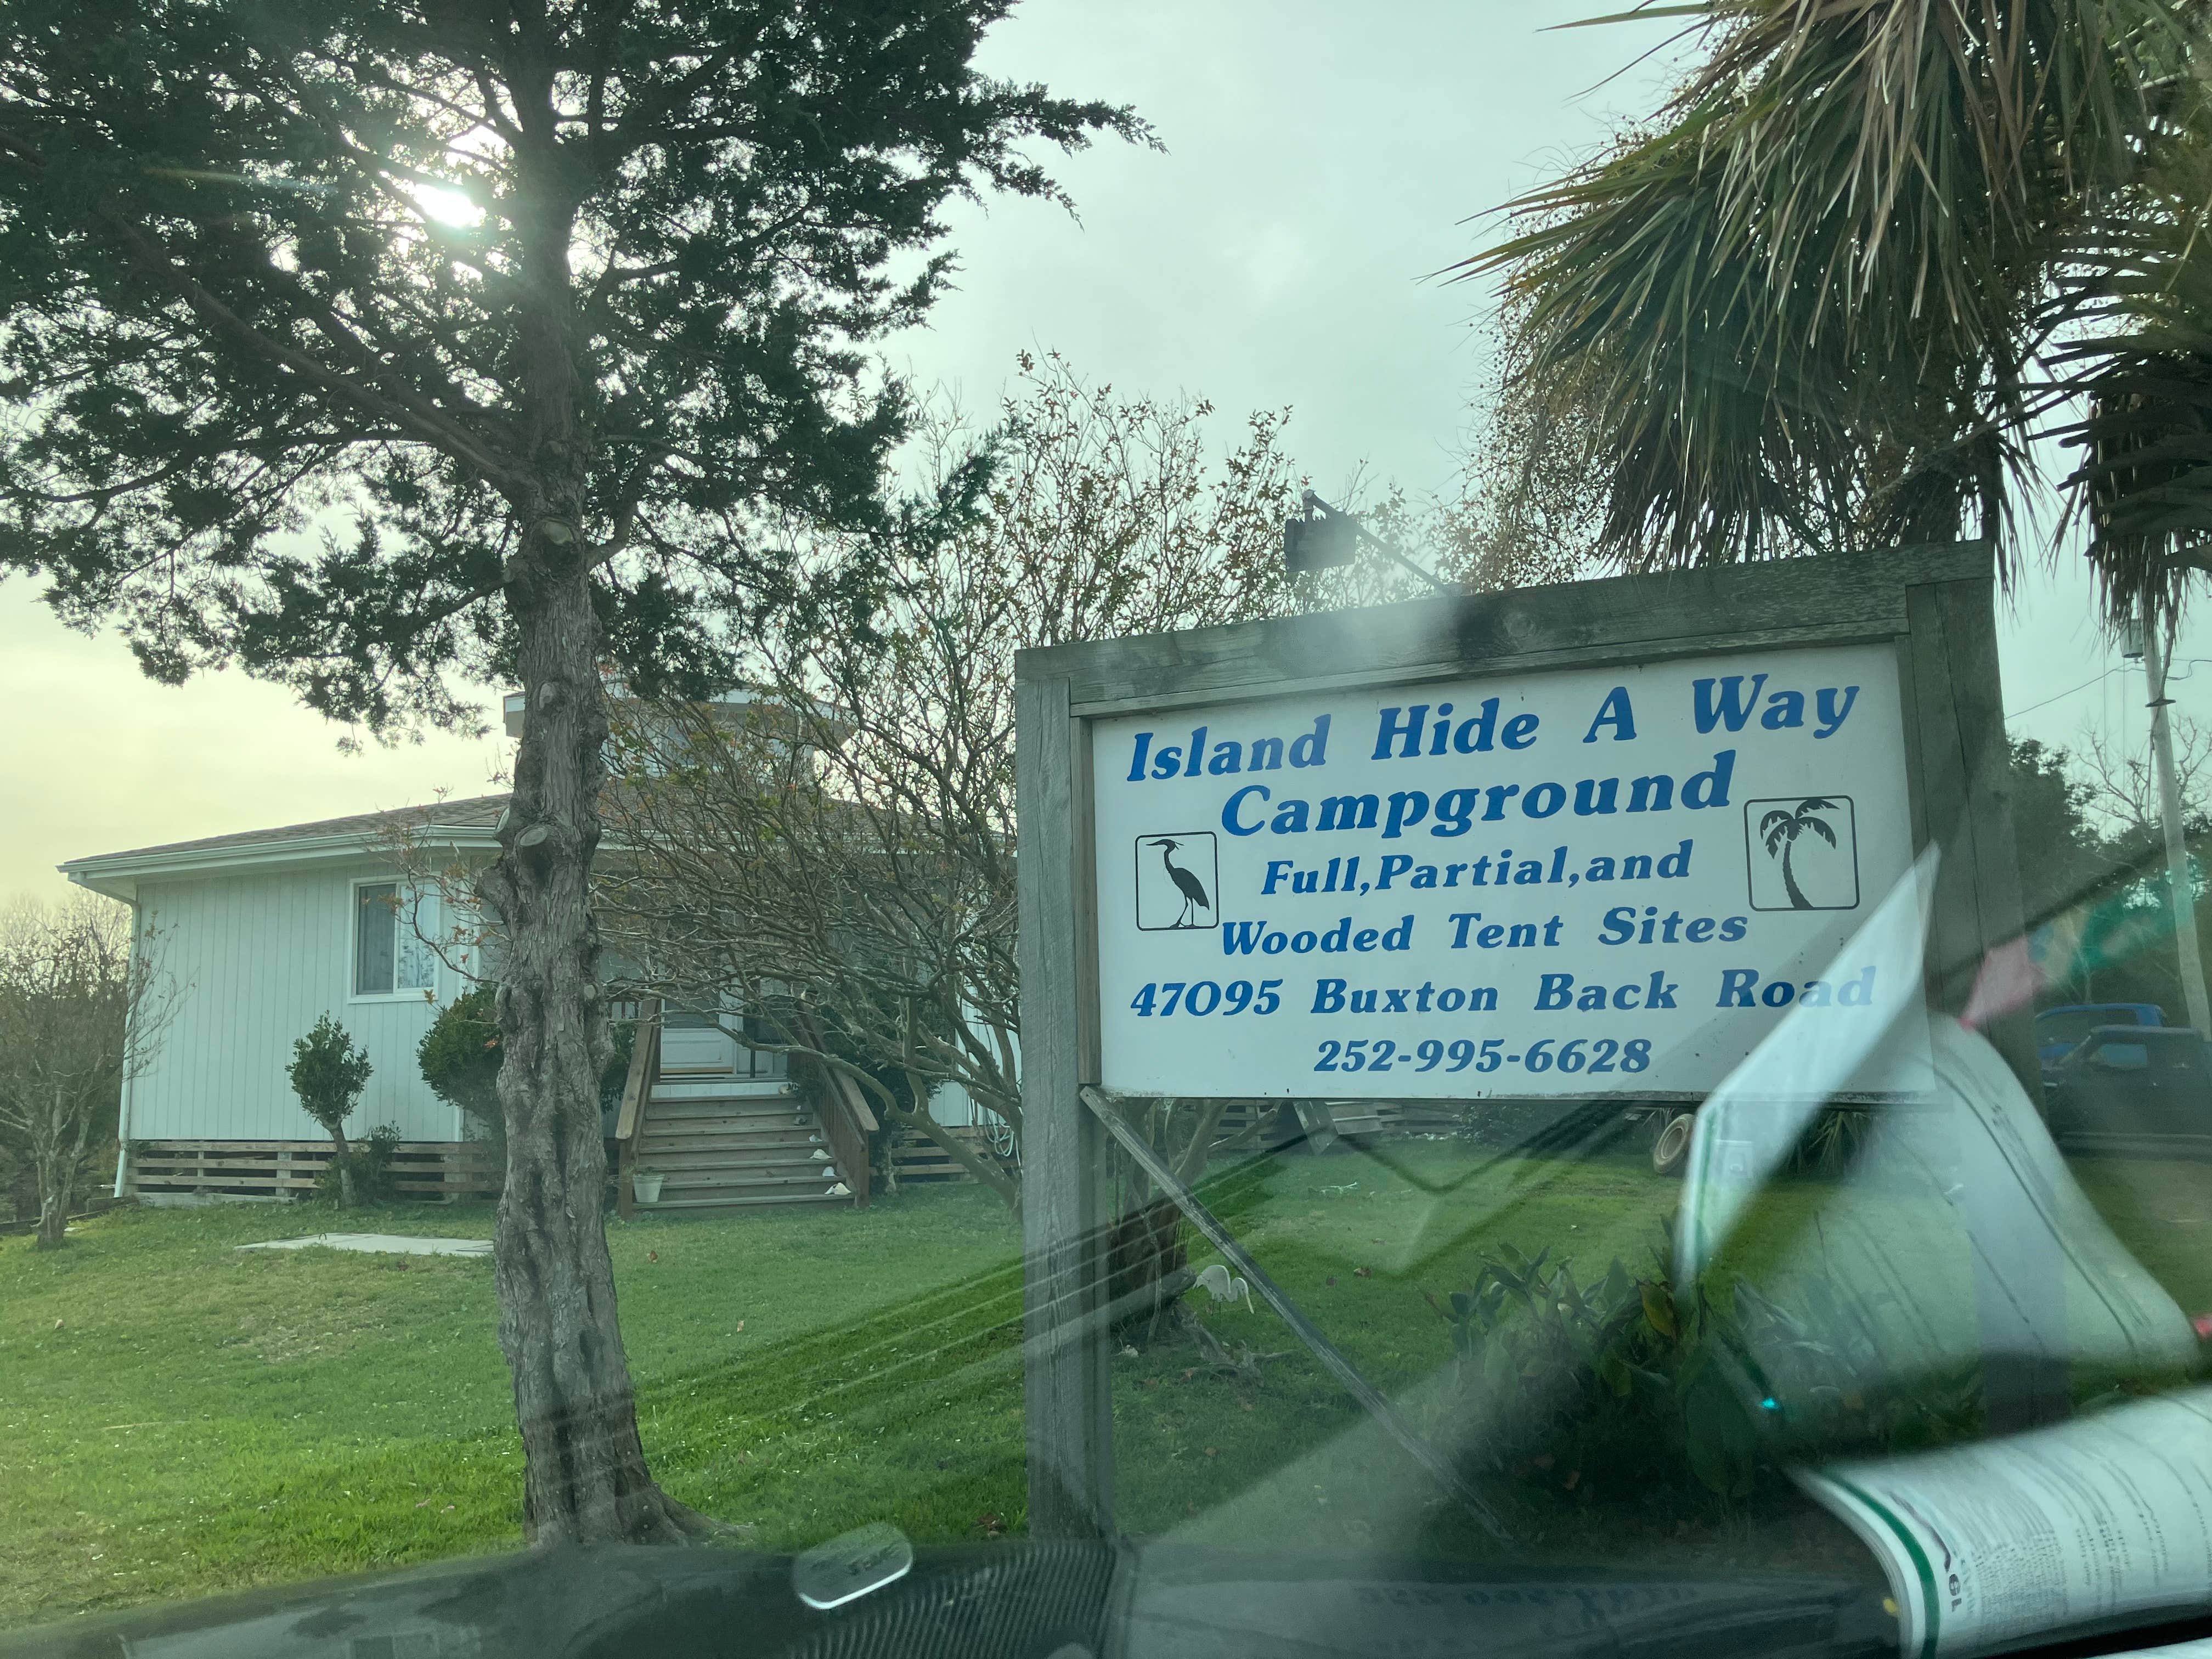 Island Hide A Way
Campground
Full,Partial,and
Wooded Tent Sites
47095 Buxton Back Road
252-995-6628